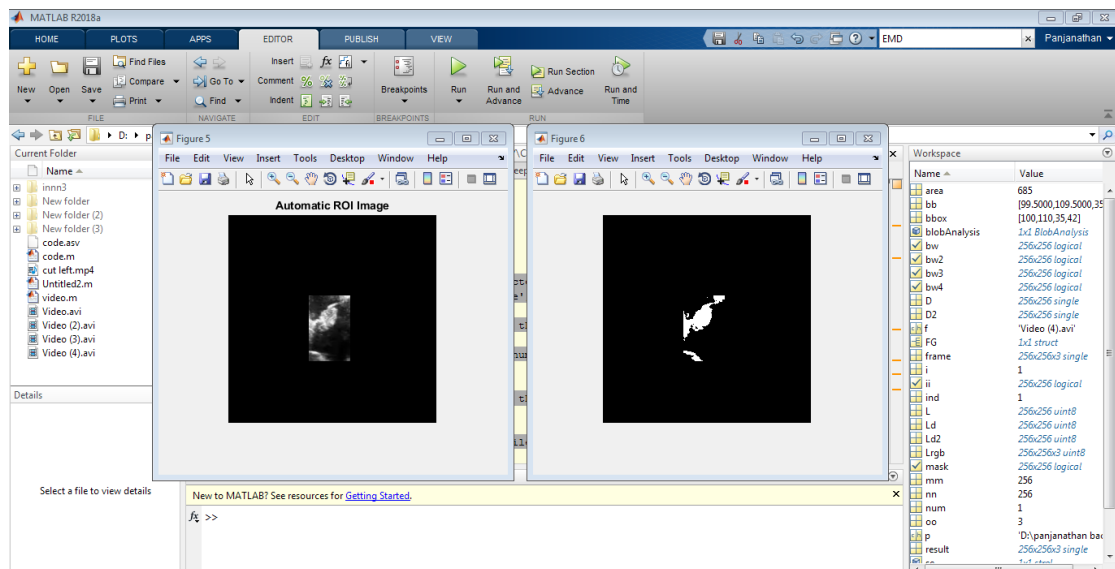 MATLAB R2018a
HOME PLOTS APPS EDITOR PUBLISH VIEW EMD Panjanathan
New Open Save Find Files Compare Print
Go To Find
Insert Comment Indent
Breakpoints Run Run and Advance Run Section Advance Run and Time
FILE NAVIGATE EDIT BREAKPOINTS RUN
D:
Current Folder
Name
innn3
New folder
New folder (2)
New folder (3)
code.asv
code.m
cut left.mp4
Untitled2.m
video.m
Video.avi
Video (2).avi
Video (3).avi
Video (4).avi
Details
Select a file to view details
Figure 5
File Edit View Insert Tools Desktop Window Help
Automatic ROI Image
Figure 6
File Edit View Insert Tools Desktop Window Help
New to MATLAB? See resources for Getting Started.
fx >>
Workspace
Name Value
area 685
bb [99.5000,109.5000,35
bbox [100,110,35,42]
blobAnalysis 1x1 BlobAnalysis
bw 256x256 logical
bw2 256x256 logical
bw3 256x256 logical
bw4 256x256 logical
D 256x256 single
D2 256x256 single
f 'Video (4).avi'
FG 1x1 struct
frame 256x256x3 single
i 1
ii 256x256 logical
ind 1
L 256x256 uint8
Ld 256x256 uint8
Ld2 256x256 uint8
Lrgb 256x256x3 uint8
mask 256x256 logical
mm 256
nn 256
num 1
oo 3
p 'D:\panjanathan bac
result 256x256x3 single